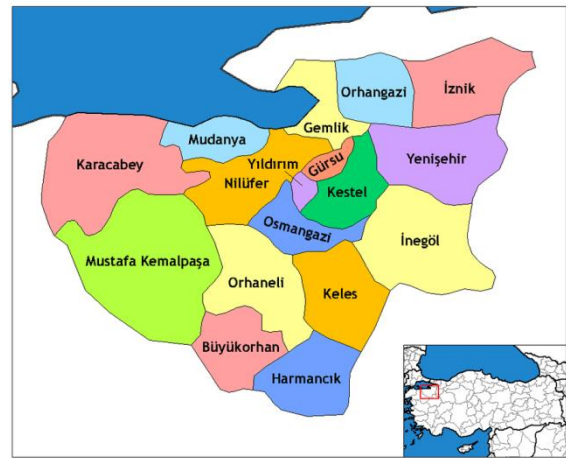 Orhangazi
İznik
Gemlik
Mudanya
Karacabey
Yıldırım
Gürsu
Yenişehir
Nilüfer
Kestel
Osmangazi
İnegöl
Mustafa Kemalpaşa
Orhaneli
Keles
Büyükorhan
Harmancık